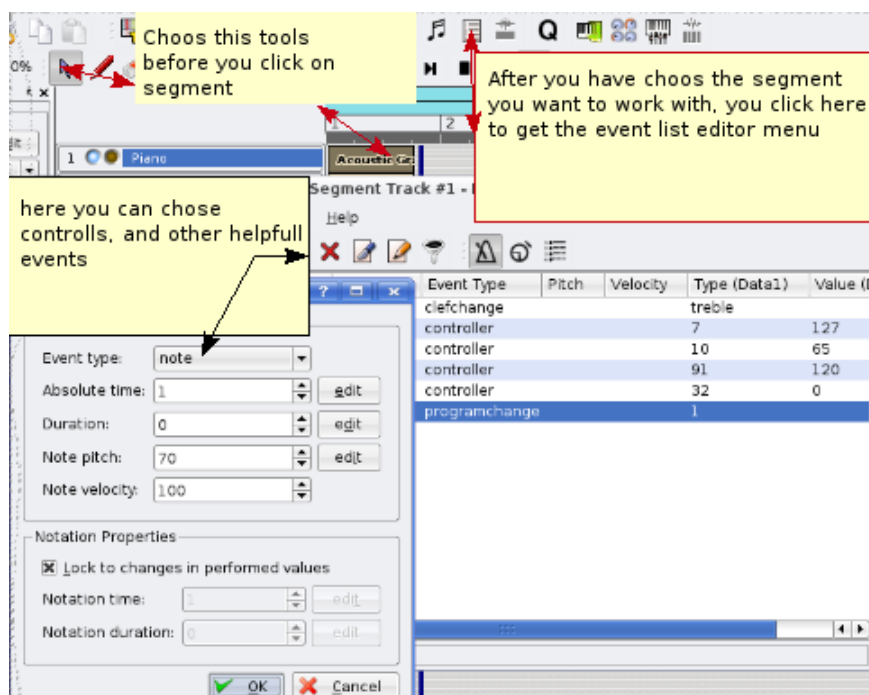 Choos this tools
before you click on
segment
Q
0%
After you have choos the segment
you want to work with, you click here
to get the event list editor menu
1
2
1 Piano
Acoustic Gr
here you can chose
controlls, and other helpfull
events
Segment Track #1 -
Help
Event Type Pitch Velocity Type (Data1) Value (
clefchange treble
controller 7 127
controller 10 65
controller 91 120
controller 32 0
programchange 1
Event type: note
Absolute time: 1 edit
Duration: 0 edit
Note pitch: 70 edit
Note velocity: 100
Notation Properties
Lock to changes in performed values
Notation time: 1 edit
Notation duration: 0 edit
OK Cancel